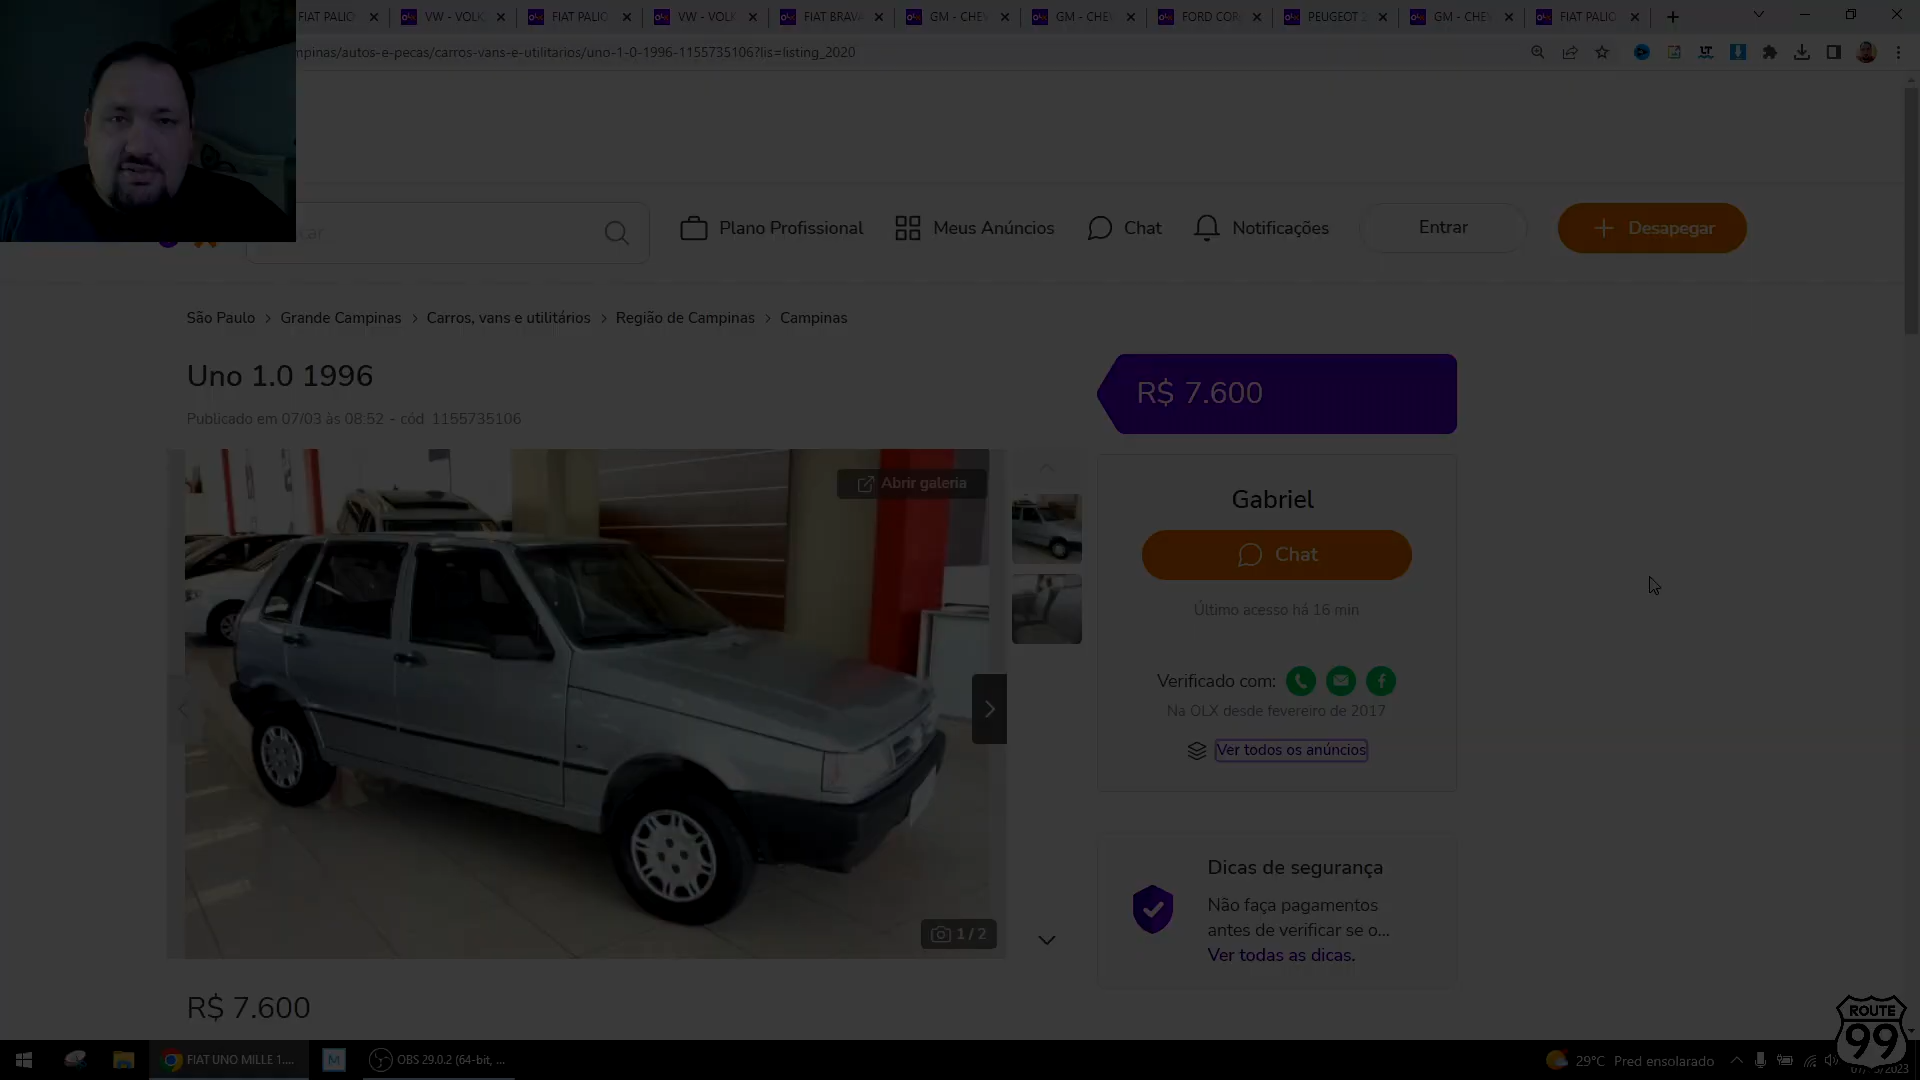 FIAT PALIO
VW - VOLK
FIAT PALIO
VW - VOLK
FIAT BRAVA
GM - CHE
GM - CHE
FORD COR
PEUGEOT 2
GM - CHE
FIAT PALIO
mpinas/autos-e-pecas/carros-vans-e-utilitarios/uno-1-0-1996-1155735106?lis=listing_2020
car
Plano Profissional
Meus Anúncios
Chat
Notificações
Entrar
Desapegar
São Paulo > Grande Campinas > Carros, vans e utilitários > Região de Campinas > Campinas
Uno 1.0 1996
Publicado em 07/03 às 08:52 - cód. 1155735106
R$ 7.600
Abrir galeria
1 / 2
Gabriel
Chat
Último acesso há 16 min
Verificado com:
Na OLX desde fevereiro de 2017
Ver todos os anúncios
Dicas de segurança
Não faça pagamentos
antes de verificar se o...
Ver todas as dicas.
R$ 7.600
ROUTE
99
FIAT UNO MILLE 1....
M
OBS 29.0.2 (64-bit, ...
29°C Pred ensolarado